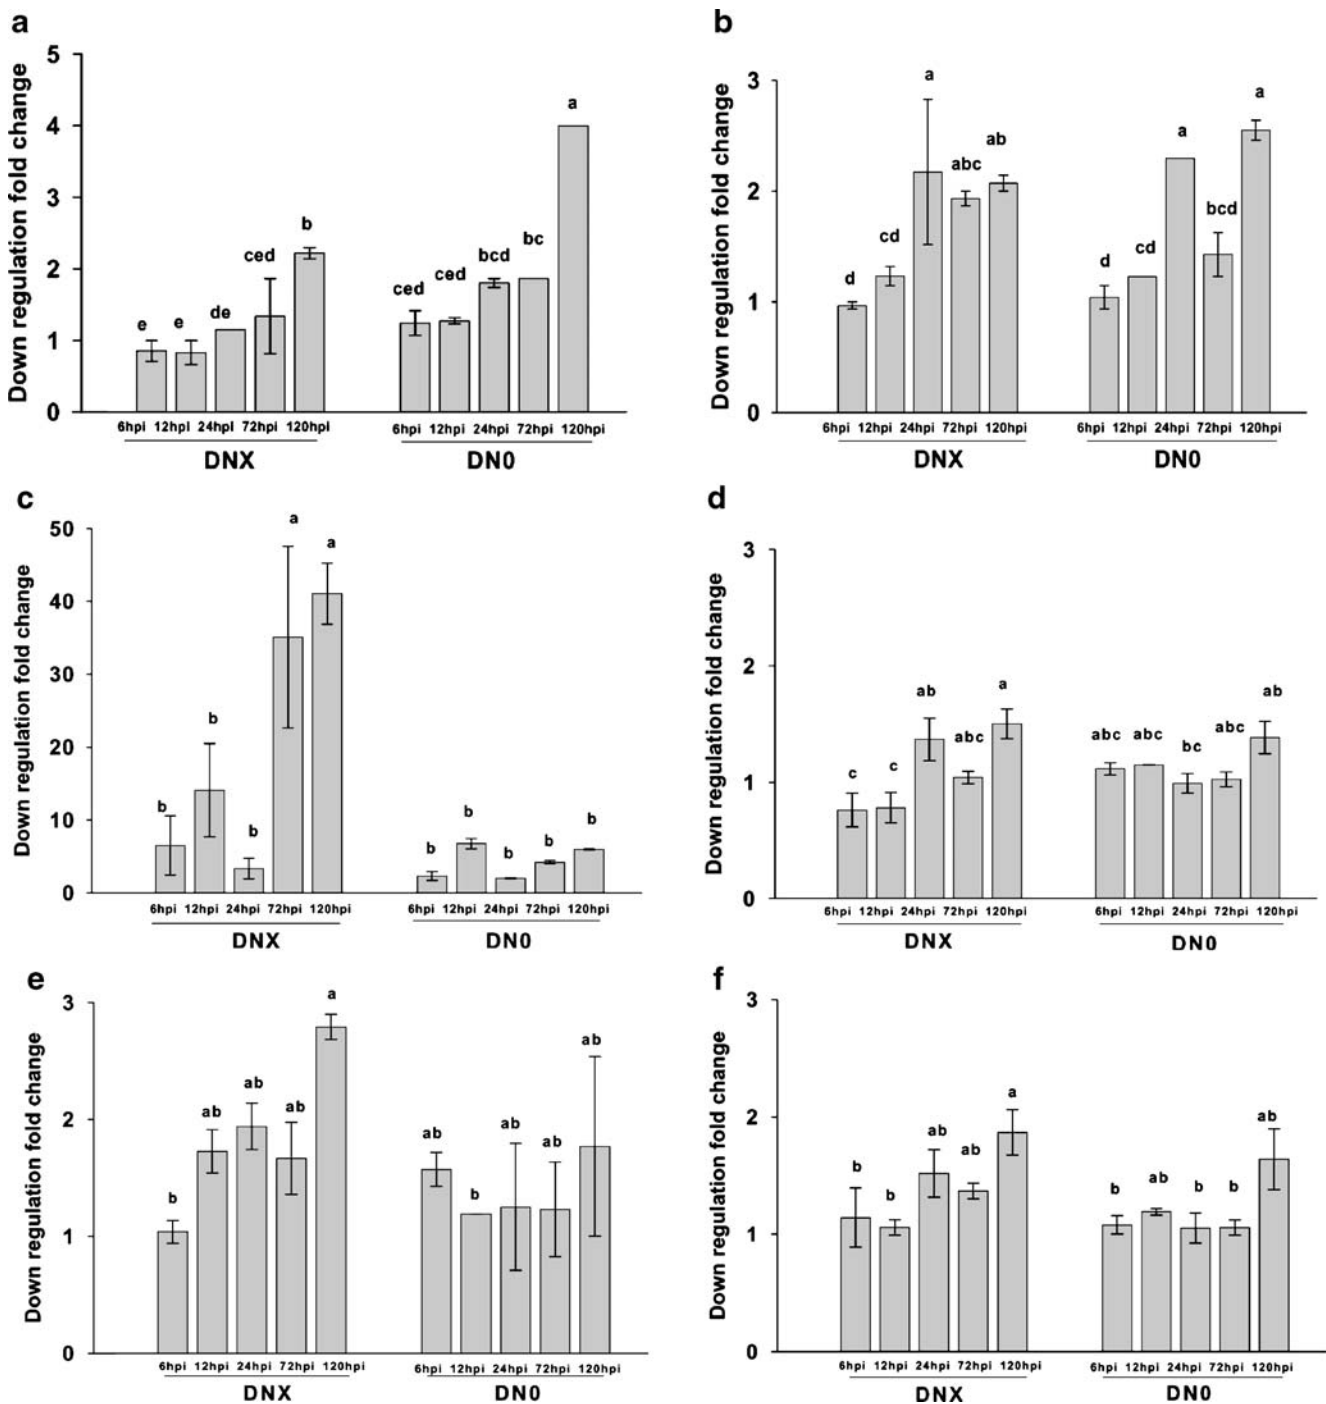 a
Down regulation fold change
5
4
3
2
1
0
e
e
de
ced
b
ced
ced
bcd
bc
a
6hpi 12hpi 24hpi 72hpi 120hpi
6hpi 12hpi 24hpi 72hpi 120hpi
DNX
DN0
b
Down regulation fold change
3
2
1
0
d
cd
a
abc
ab
d
cd
a
bcd
a
6hpi 12hpi 24hpi 72hpi 120hpi
6hpi 12hpi 24hpi 72hpi 120hpi
DNX
DN0
c
Down regulation fold change
50
40
30
20
10
0
b
b
b
a
a
b
b
b
b
b
6hpi 12hpi 24hpi 72hpi 120hpi
6hpi 12hpi 24hpi 72hpi 120hpi
DNX
DN0
d
Down regulation fold change
3
2
1
0
c
c
ab
abc
a
abc
abc
bc
abc
ab
6hpi 12hpi 24hpi 72hpi 120hpi
6hpi 12hpi 24hpi 72hpi 120hpi
DNX
DN0
e
Down regulation fold change
3
2
1
0
b
ab
ab
ab
a
ab
b
ab
ab
ab
6hpi 12hpi 24hpi 72hpi 120hpi
6hpi 12hpi 24hpi 72hpi 120hpi
DNX
DN0
f
Down regulation fold change
3
2
1
0
b
b
ab
ab
a
b
ab
b
b
ab
6hpi 12hpi 24hpi 72hpi 120hpi
6hpi 12hpi 24hpi 72hpi 120hpi
DNX
DN0